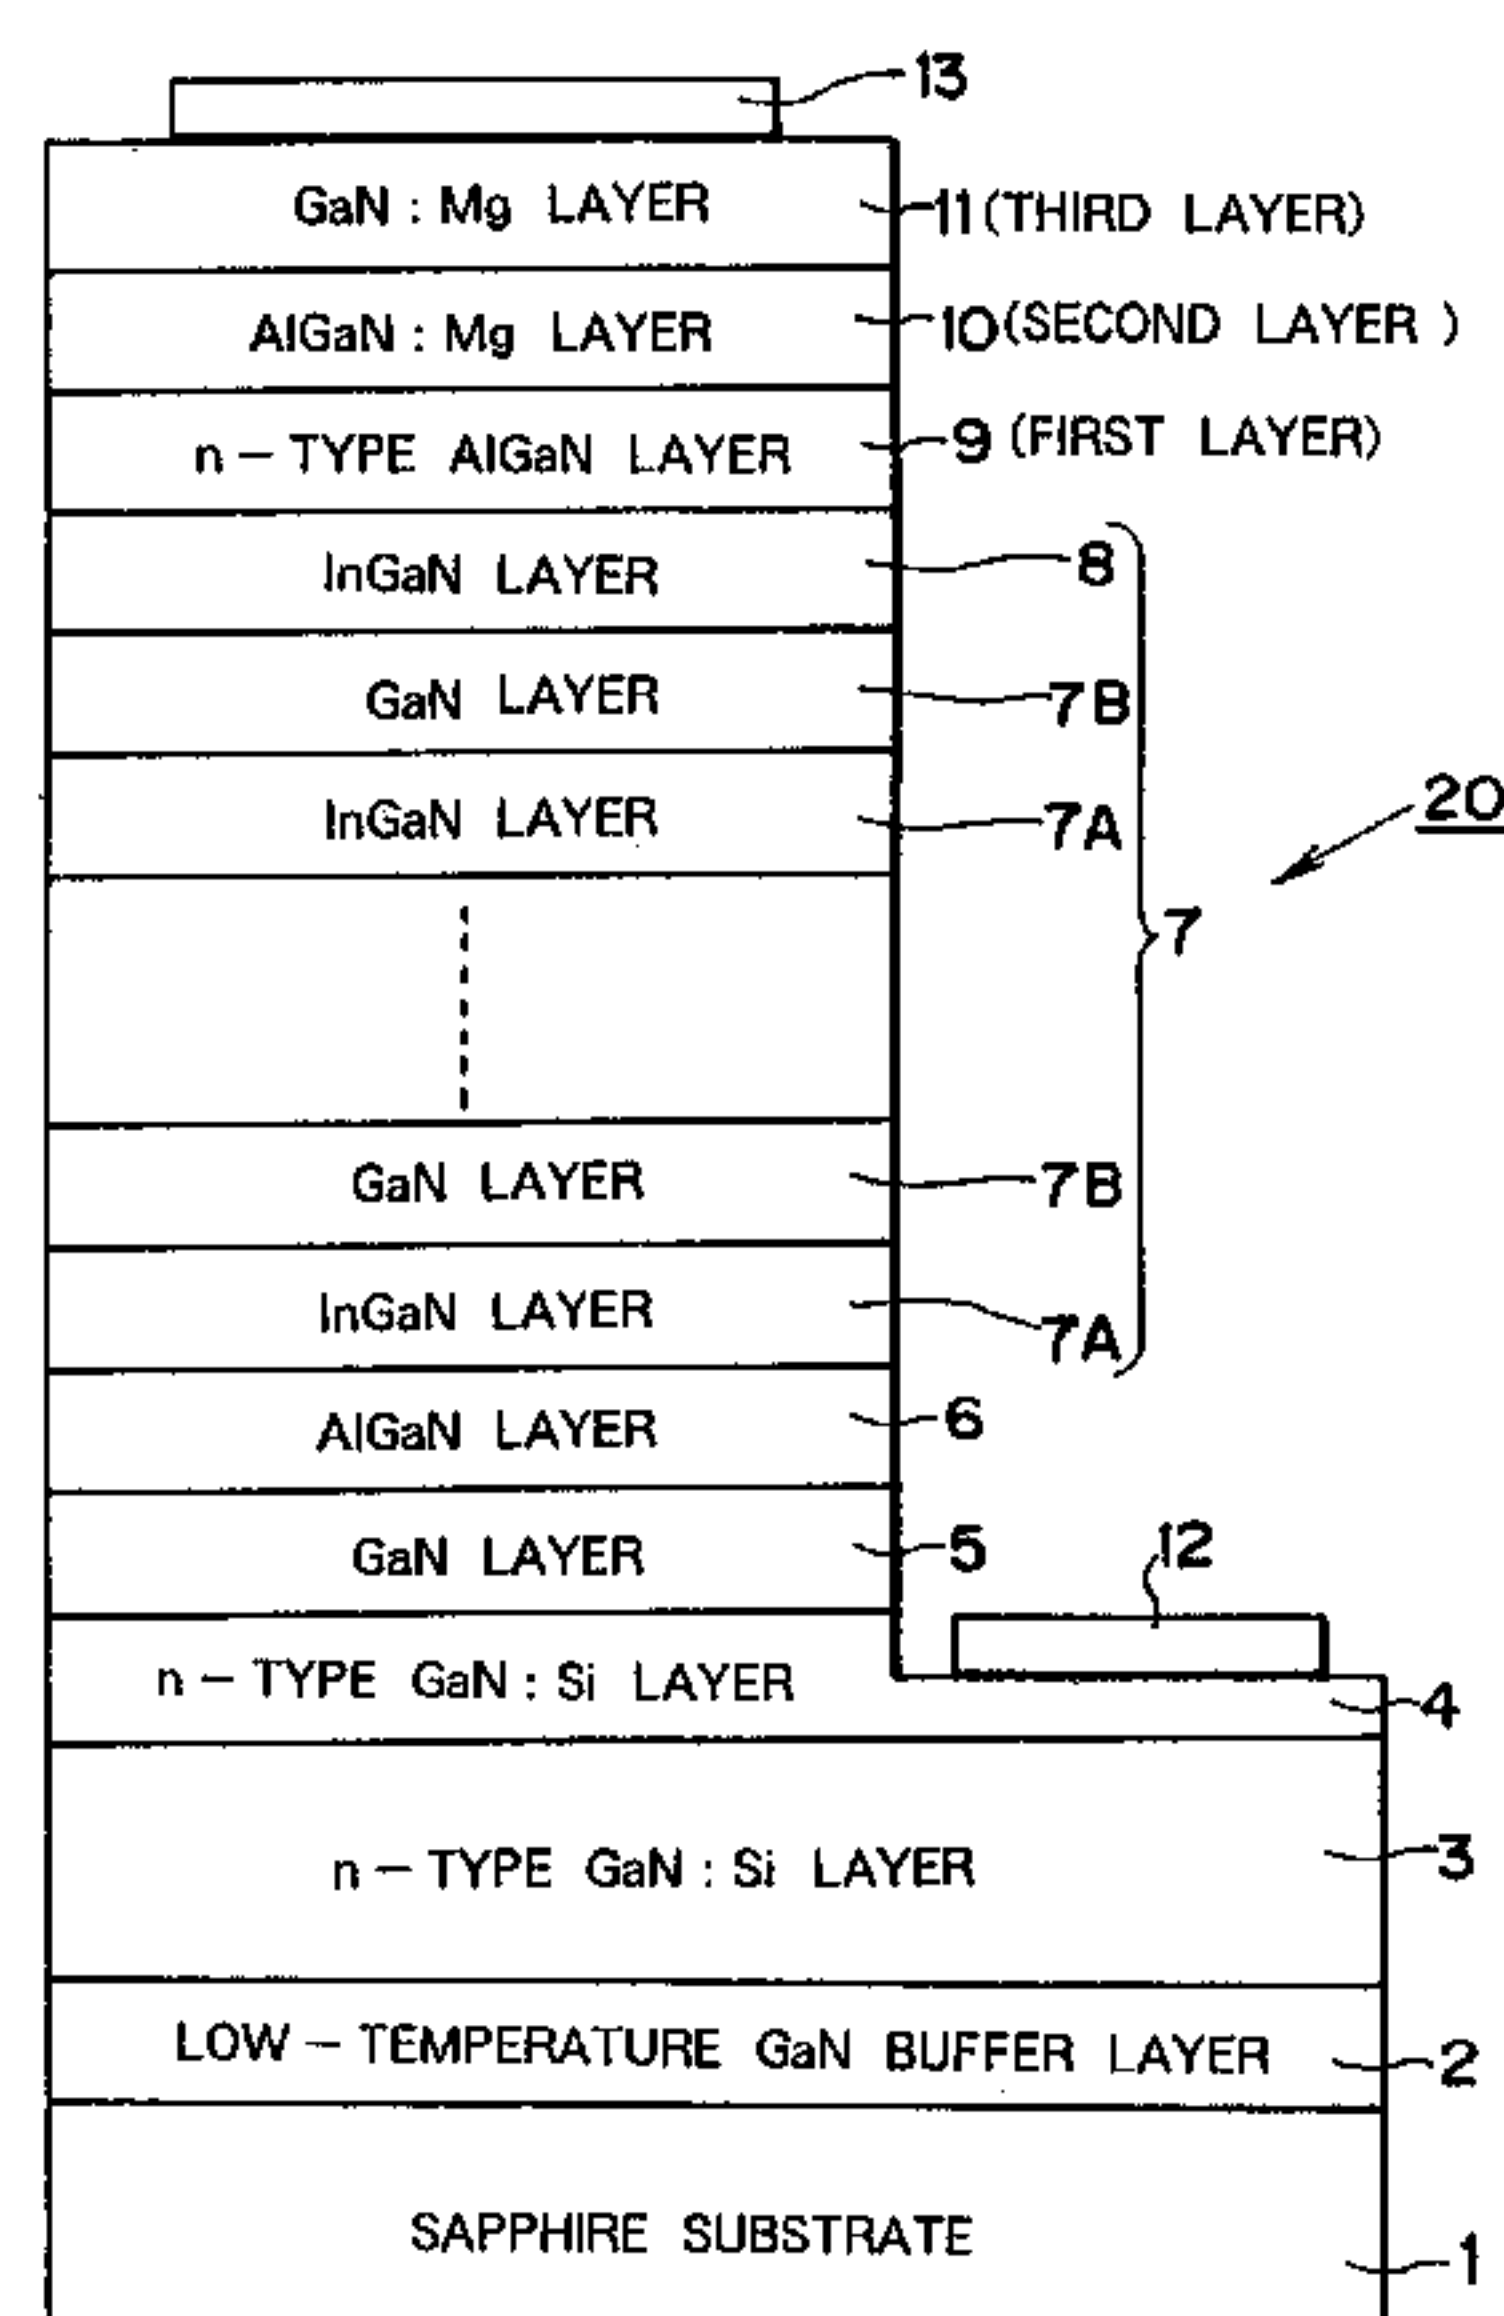 13
GaN : Mg LAYER 11 (THIRD LAYER)
AlGaN : Mg LAYER 10 (SECOND LAYER )
n – TYPE AlGaN LAYER 9 (FIRST LAYER)
InGaN LAYER 8
GaN LAYER 7B
InGaN LAYER 7A
20
7
GaN LAYER 7B
InGaN LAYER 7A
AlGaN LAYER 6
GaN LAYER 5
12
n – TYPE GaN : Si LAYER 4
n – TYPE GaN : Si LAYER 3
LOW – TEMPERATURE GaN BUFFER LAYER 2
SAPPHIRE SUBSTRATE 1